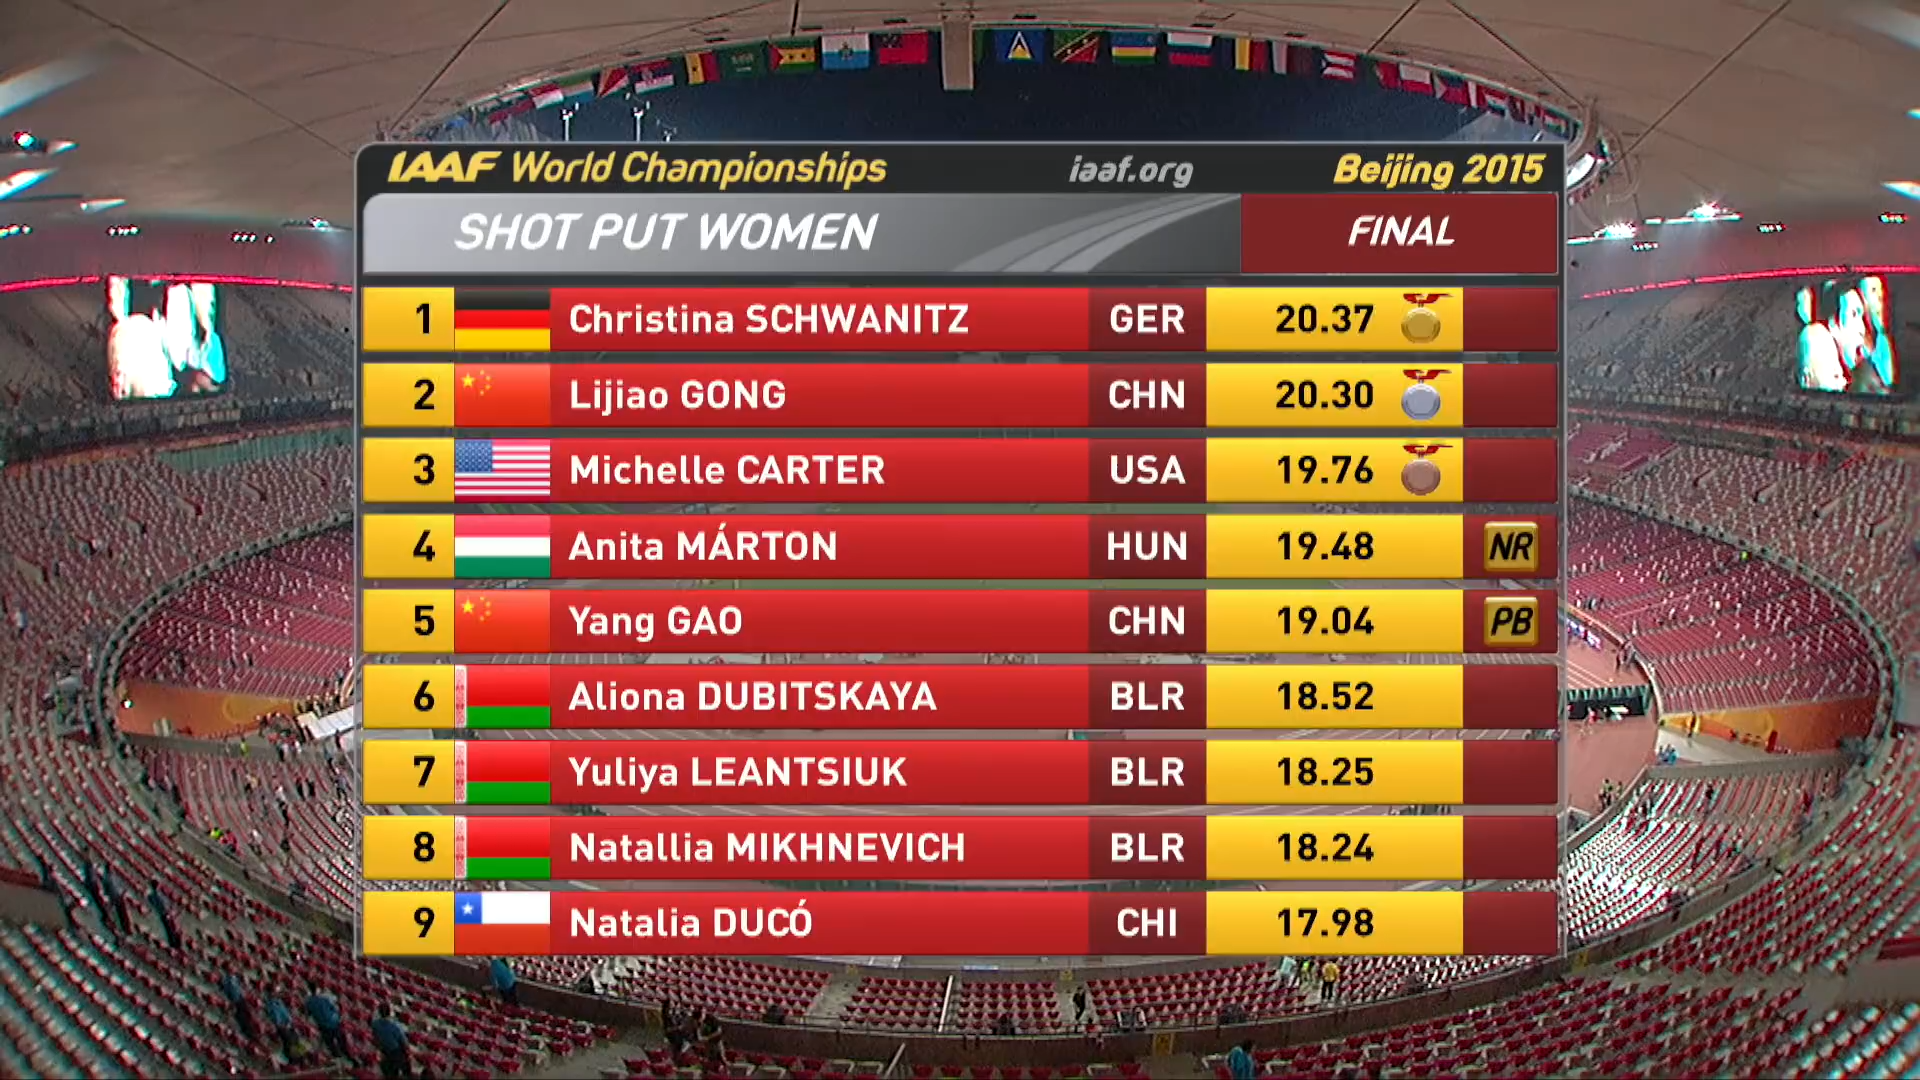 IAAF World Championships iaaf.org Beijing 2015
SHOT PUT WOMEN FINAL
1 Christina SCHWANITZ GER 20.37
2 Lijiao GONG CHN 20.30
3 Michelle CARTER USA 19.76
4 Anita MÁRTON HUN 19.48 NR
5 Yang GAO CHN 19.04 PB
6 Aliona DUBITSKAYA BLR 18.52
7 Yuliya LEANTSIUK BLR 18.25
8 Natallia MIKHNEVICH BLR 18.24
9 Natalia DUCÓ CHI 17.98